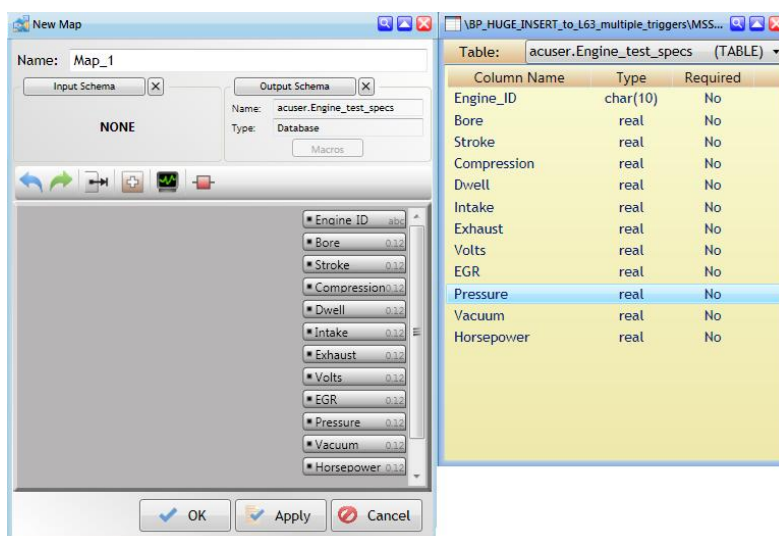 New Map
Name: Map_1
Input Schema
NONE
Output Schema
Name: acuser.Engine_test_specs
Type: Database
Macros
Engine ID abc
Bore 0.12
Stroke 0.12
Compression 0.12
Dwell 0.12
Intake 0.12
Exhaust 0.12
Volts 0.12
EGR 0.12
Pressure 0.12
Vacuum 0.12
Horsepower 0.12
OK Apply Cancel
\BP_HUGE_INSERT_to_L63_multiple_triggers\MSS...
Table: acuser.Engine_test_specs (TABLE)
Column Name Type Required
Engine_ID char(10) No
Bore real No
Stroke real No
Compression real No
Dwell real No
Intake real No
Exhaust real No
Volts real No
EGR real No
Pressure real No
Vacuum real No
Horsepower real No